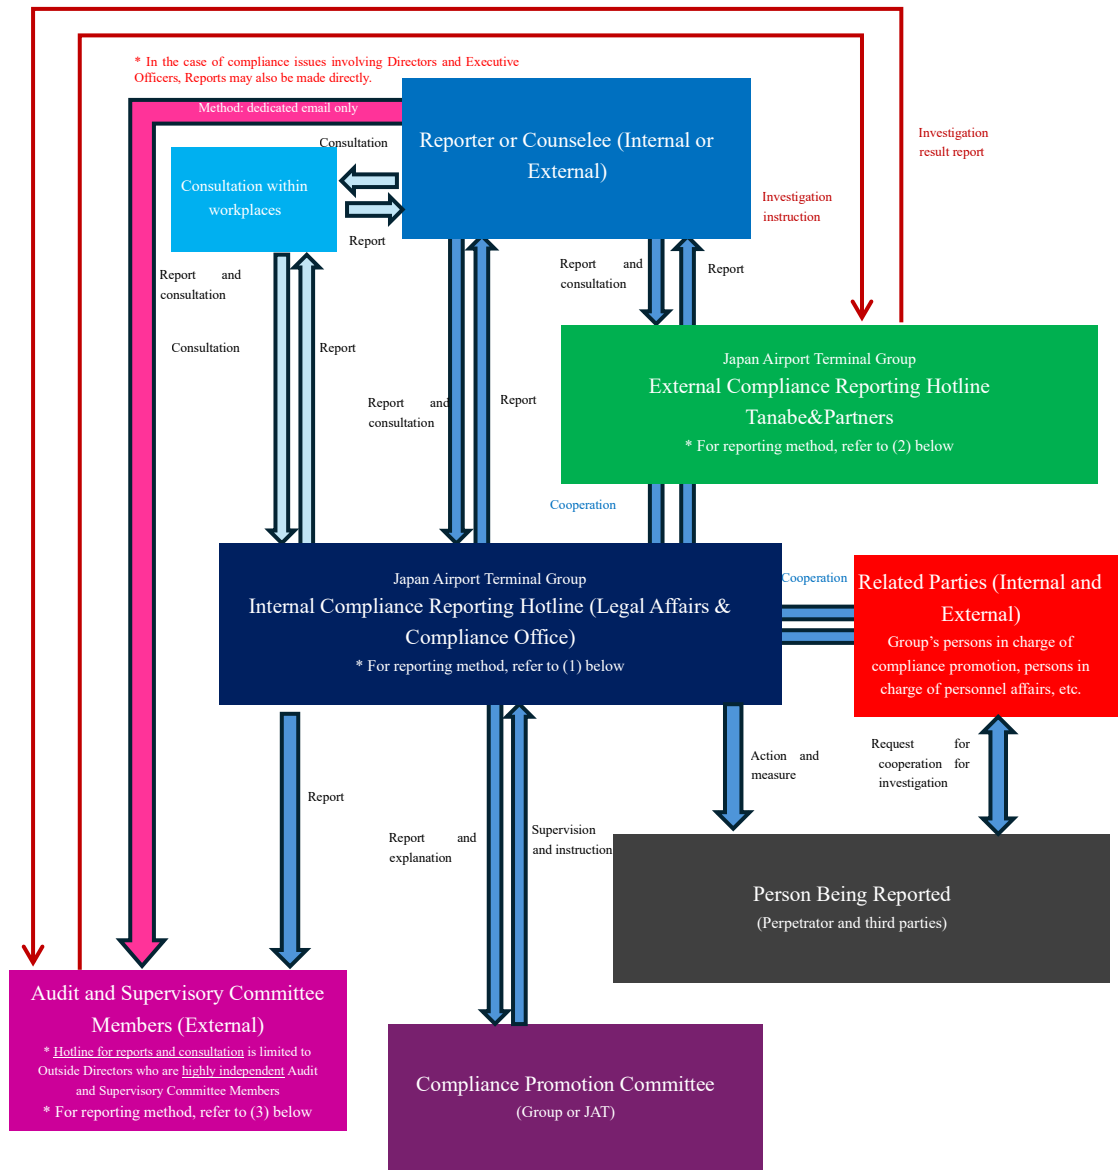 * In the case of compliance issues involving Directors and Executive
Officers, Reports may also be made directly.
Method: dedicated email only
Reporter or Counselee (Internal or
External)
Investigation
result report
Consultation
Consultation within
workplaces
Investigation
instruction
Report
Report and
consultation
Report and
consultation
Report
Consultation
Report
Japan Airport Terminal Group
External Compliance Reporting Hotline
Tanabe&Partners
* For reporting method, refer to (2) below
Report and
consultation
Report
Cooperation
Japan Airport Terminal Group
Internal Compliance Reporting Hotline (Legal Affairs &
Compliance Office)
* For reporting method, refer to (1) below
Cooperation
Related Parties (Internal and
External)
Group's persons in charge of
compliance promotion, persons in
charge of personnel affairs, etc.
Action and
measure
Request for
cooperation for
investigation
Report
Report and
explanation
Supervision
and instruction
Person Being Reported
(Perpetrator and third parties)
Audit and Supervisory Committee
Members (External)
* Hotline for reports and consultation is limited to
Outside Directors who are highly independent Audit
and Supervisory Committee Members
* For reporting method, refer to (3) below
Compliance Promotion Committee
(Group or JAT)